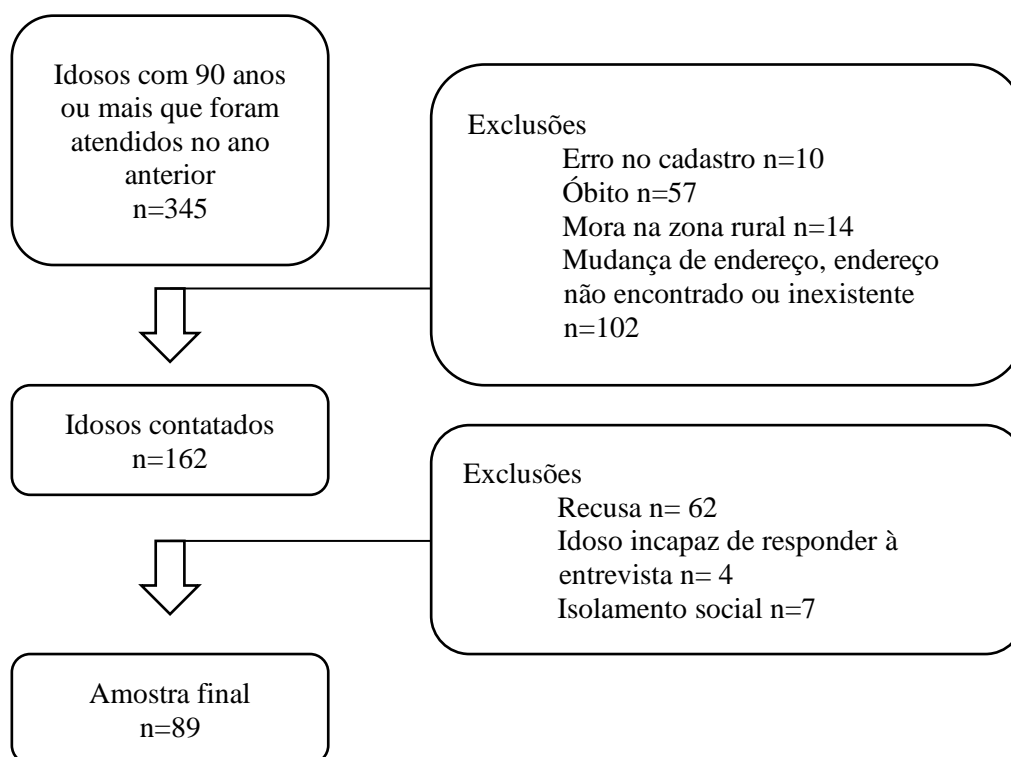 Idosos com 90 anos
ou mais que foram
atendidos no ano
anterior
n=345
Exclusões
Erro no cadastro n=10
Óbito n=57
Mora na zona rural n=14
Mudança de endereço, endereço
não encontrado ou inexistente
n=102
Idosos contatados
n=162
Exclusões
Recusa n= 62
Idoso incapaz de responder à
entrevista n= 4
Isolamento social n=7
Amostra final
n=89